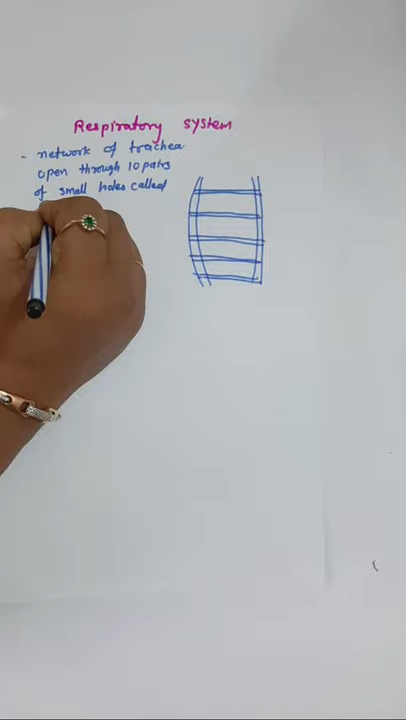 Respiratory system
- network of trachea
open through 10 pairs
of small holes called